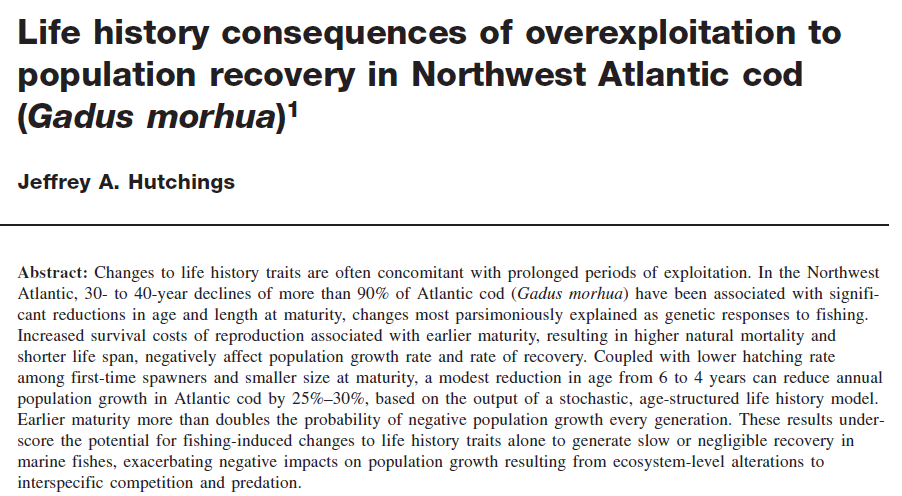 Life history consequences of overexploitation to
population recovery in Northwest Atlantic cod
(Gadus morhua)¹
Jeffrey A. Hutchings
Abstract: Changes to life history traits are often concomitant with prolonged periods of exploitation. In the Northwest
Atlantic, 30- to 40-year declines of more than 90% of Atlantic cod (Gadus morhua) have been associated with signifi-
cant reductions in age and length at maturity, changes most parsimoniously explained as genetic responses to fishing.
Increased survival costs of reproduction associated with earlier maturity, resulting in higher natural mortality and
shorter life span, negatively affect population growth rate and rate of recovery. Coupled with lower hatching rate
among first-time spawners and smaller size at maturity, a modest reduction in age from 6 to 4 years can reduce annual
population growth in Atlantic cod by 25%–30%, based on the output of a stochastic, age-structured life history model.
Earlier maturity more than doubles the probability of negative population growth every generation. These results under-
score the potential for fishing-induced changes to life history traits alone to generate slow or negligible recovery in
marine fishes, exacerbating negative impacts on population growth resulting from ecosystem-level alterations to
interspecific competition and predation.